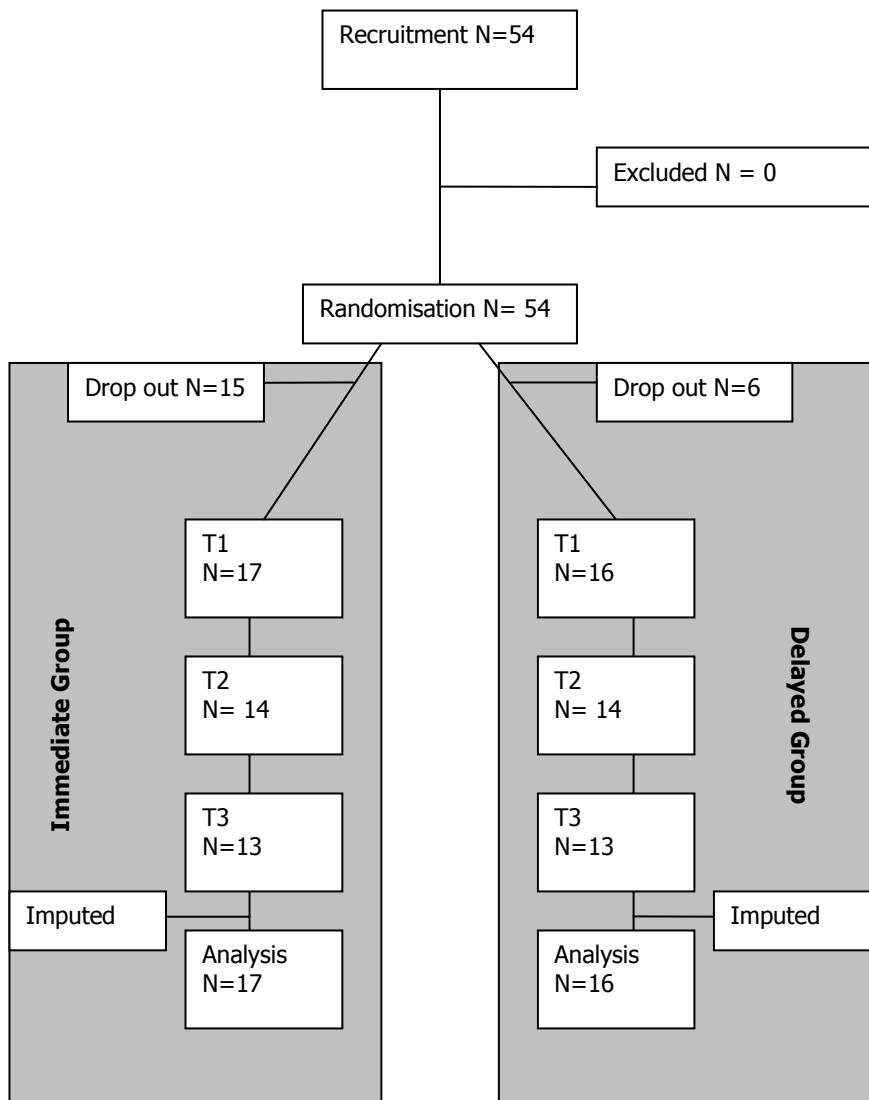 Recruitment N=54
Excluded N = 0
Randomisation N= 54
Drop out N=15
Drop out N=6
Immediate Group
T1
N=17
T2
N= 14
T3
N=13
Imputed
Analysis
N=17
T1
N=16
T2
N= 14
T3
N=13
Imputed
Analysis
N=16
Delayed Group